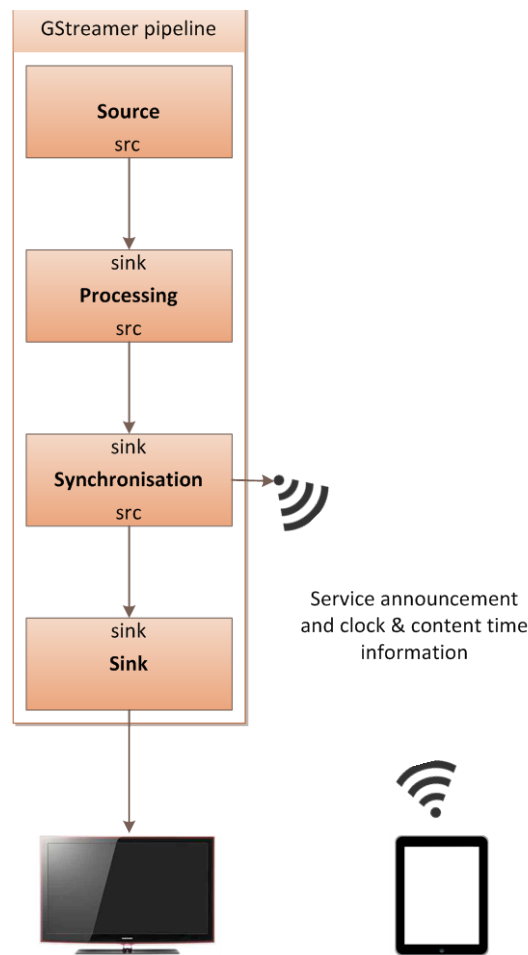 GStreamer pipeline
Source
src
sink
Processing
src
sink
Synchronisation
src
Service announcement
and clock & content time
information
sink
Sink